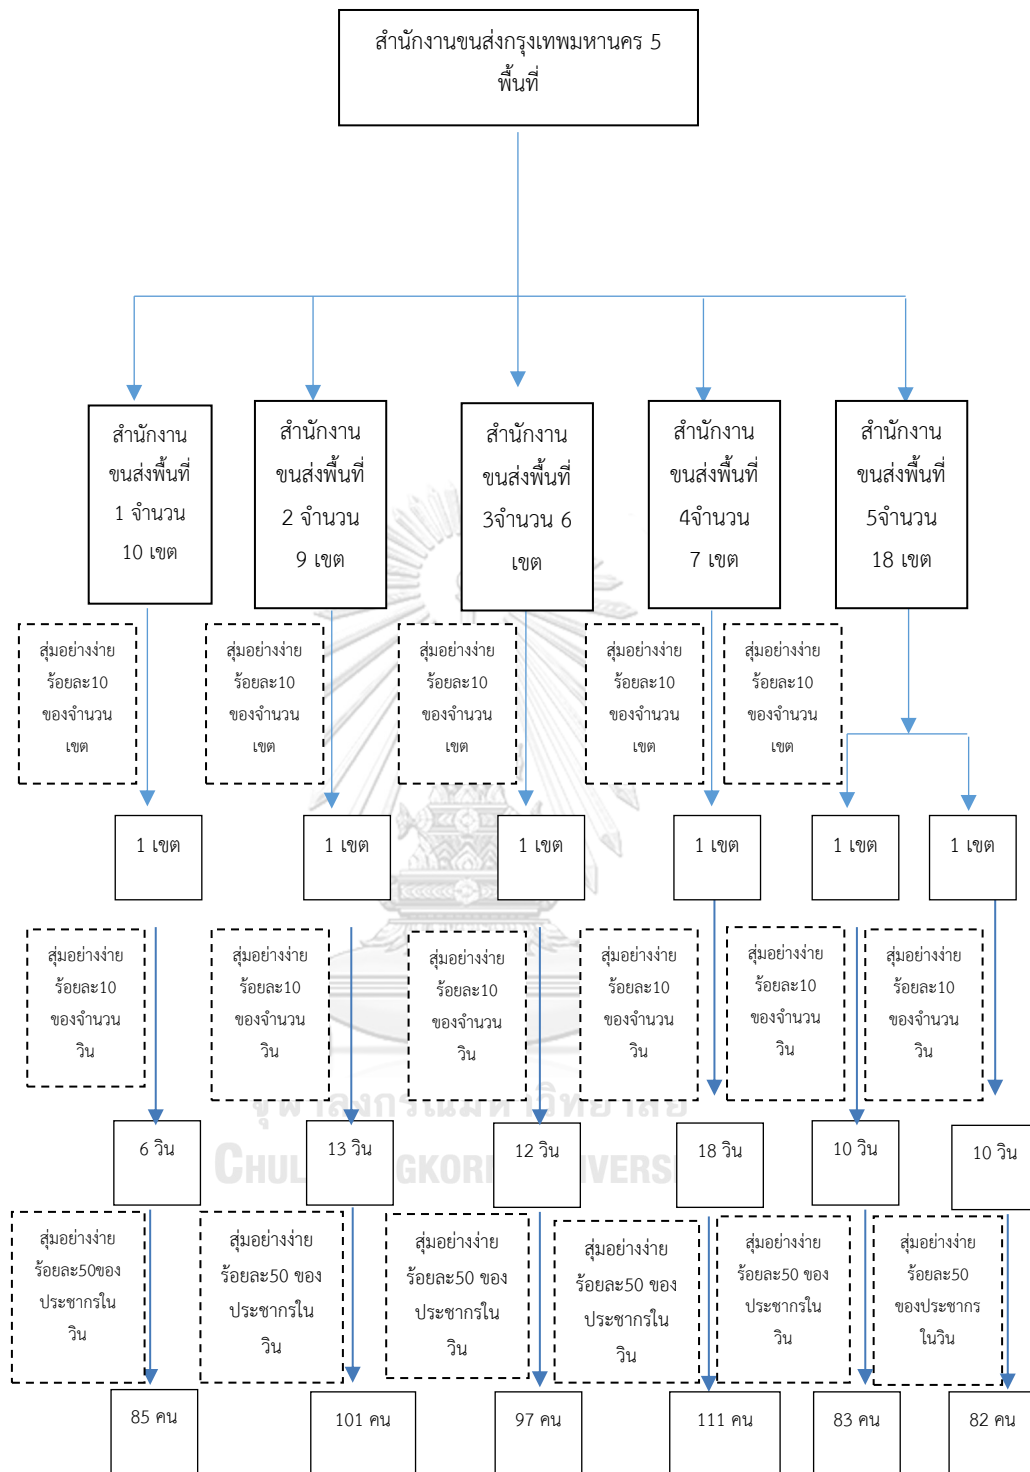 สำนักงานขนส่งกรุงเทพมหานคร 5
พื้นที่
สำนักงาน
ขนส่งพื้นที่
1 จำนวน
10 เขต
สำนักงาน
ขนส่งพื้นที่
2 จำนวน
9 เขต
สำนักงาน
ขนส่งพื้นที่
3จำนวน 6
เขต
สำนักงาน
ขนส่งพื้นที่
4จำนวน
7 เขต
สำนักงาน
ขนส่งพื้นที่
5จำนวน
18 เขต
สุ่มอย่างง่าย
ร้อยละ10
ของจำนวน
เขต
สุ่มอย่างง่าย
ร้อยละ10
ของจำนวน
เขต
สุ่มอย่างง่าย
ร้อยละ10
ของจำนวน
เขต
สุ่มอย่างง่าย
ร้อยละ10
ของจำนวน
เขต
สุ่มอย่างง่าย
ร้อยละ10
ของจำนวน
เขต
1 เขต
1 เขต
1 เขต
1 เขต
1 เขต
1 เขต
สุ่มอย่างง่าย
ร้อยละ10
ของจำนวน
วิน
สุ่มอย่างง่าย
ร้อยละ10
ของจำนวน
วิน
สุ่มอย่างง่าย
ร้อยละ10
ของจำนวน
วิน
สุ่มอย่างง่าย
ร้อยละ10
ของจำนวน
วิน
สุ่มอย่างง่าย
ร้อยละ10
ของจำนวน
วิน
สุ่มอย่างง่าย
ร้อยละ10
ของจำนวน
วิน
จุฬาลงกรณ์มหาวิทยาลัย
6 วิน
13 วิน
12 วิน
18 วิน
10 วิน
10 วิน
สุ่มอย่างง่าย
ร้อยละ50ของ
ประชากรใน
วิน
สุ่มอย่างง่าย
ร้อยละ50 ของ
ประชากรใน
วิน
สุ่มอย่างง่าย
ร้อยละ50 ของ
ประชากรใน
วิน
สุ่มอย่างง่าย
ร้อยละ50 ของ
ประชากรใน
วิน
สุ่มอย่างง่าย
ร้อยละ50 ของ
ประชากรใน
วิน
สุ่มอย่างง่าย
ร้อยละ50
ของประชากร
ในวิน
85 คน
101 คน
97 คน
111 คน
83 คน
82 คน